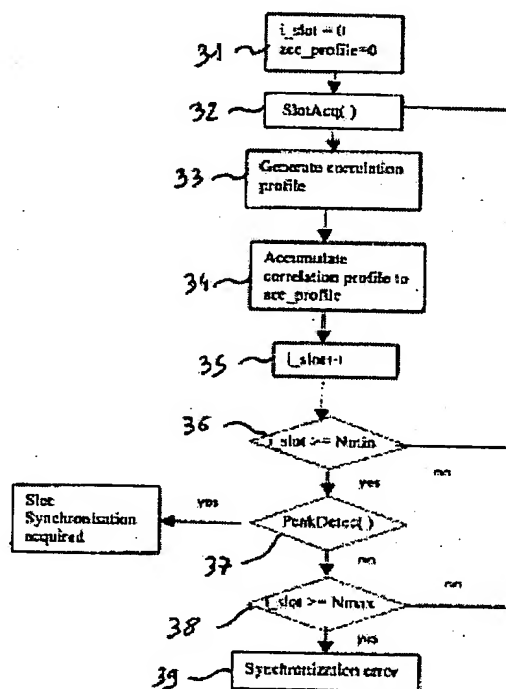 i_slot = 0
acc_profile=0
31
32
SlotAcq( )
33
Generate correlation
profile
34
Accumulate
correlation profile to
acc_profile
35
i_slot++
36
i_slot >= Nmin
no
yes
Slot
Synchronisation
acquired
yes
PeakDetect( )
37
no
no
i_slot >= Nmax
38
yes
39
Synchronization error